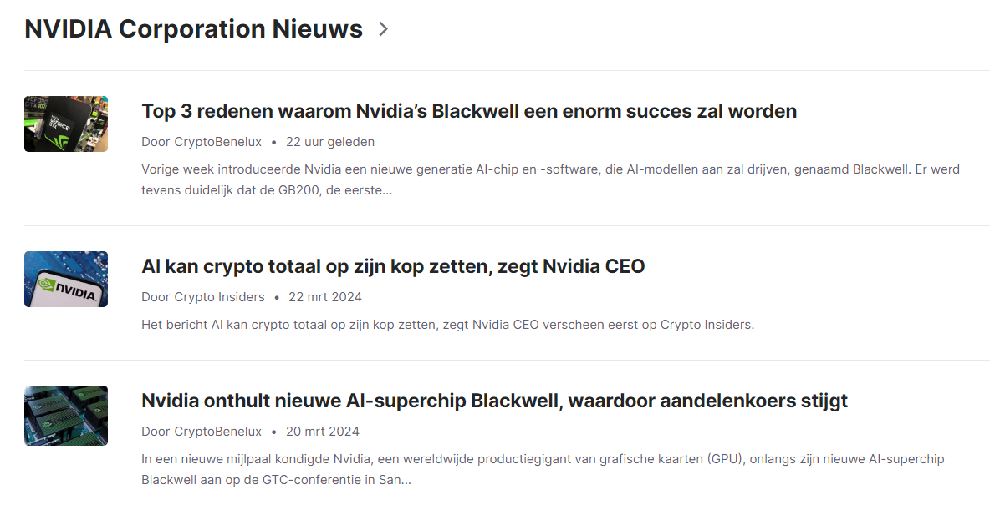 NVIDIA Corporation Nieuws
Top 3 redenen waarom Nvidia’s Blackwell een enorm succes zal worden
Door CryptoBenelux • 22 uur geleden
Vorige week introduceerde Nvidia een nieuwe generatie AI-chip en -software, die AI-modellen aan zal drijven, genaamd Blackwell. Er werd
tevens duidelijk dat de GB200, de eerste...
NVIDIA
AI kan crypto totaal op zijn kop zetten, zegt Nvidia CEO
Door Crypto Insiders • 22 mrt 2024
Het bericht AI kan crypto totaal op zijn kop zetten, zegt Nvidia CEO verscheen eerst op Crypto Insiders.
Nvidia onthult nieuwe AI-superchip Blackwell, waardoor aandelenkoers stijgt
Door CryptoBenelux • 20 mrt 2024
In een nieuwe mijlpaal kondigde Nvidia, een wereldwijde productiegigant van grafische kaarten (GPU), onlangs zijn nieuwe AI-superchip
Blackwell aan op de GTC-conferentie in San...